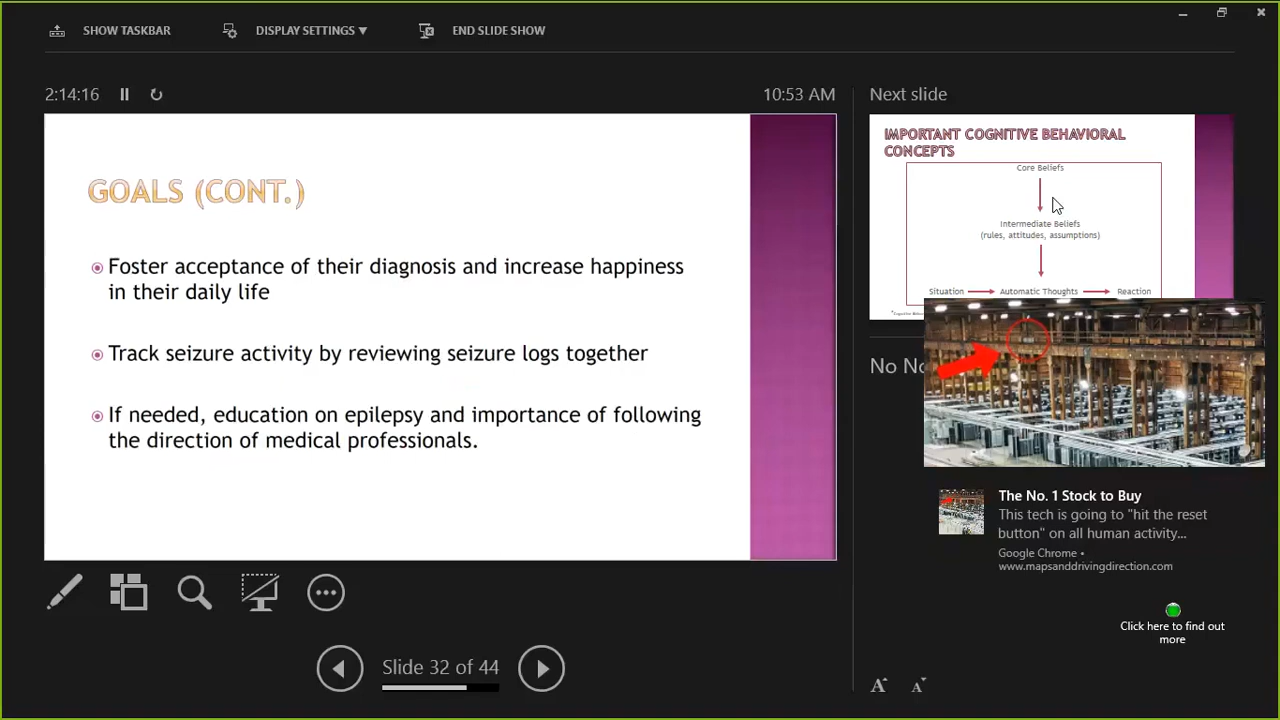 SHOW TASKBAR
DISPLAY SETTINGS
END SLIDE SHOW
2:14:16
10:53 AM
GOALS (CONT.)
Foster acceptance of their diagnosis and increase happiness
in their daily life
Track seizure activity by reviewing seizure logs together
If needed, education on epilepsy and importance of following
the direction of medical professionals.
Slide 32 of 44
Next slide
IMPORTANT COGNITIVE BEHAVIORAL
CONCEPTS
Core Beliefs
Intermediate Beliefs
(rules, attitudes, assumptions)
Situation Automatic Thoughts Reaction
No
The No. 1 Stock to Buy
This tech is going to "hit the reset
button" on all human activity...
Google Chrome •
www.mapsanddrivingdirection.com
Click here to find out
more
A A